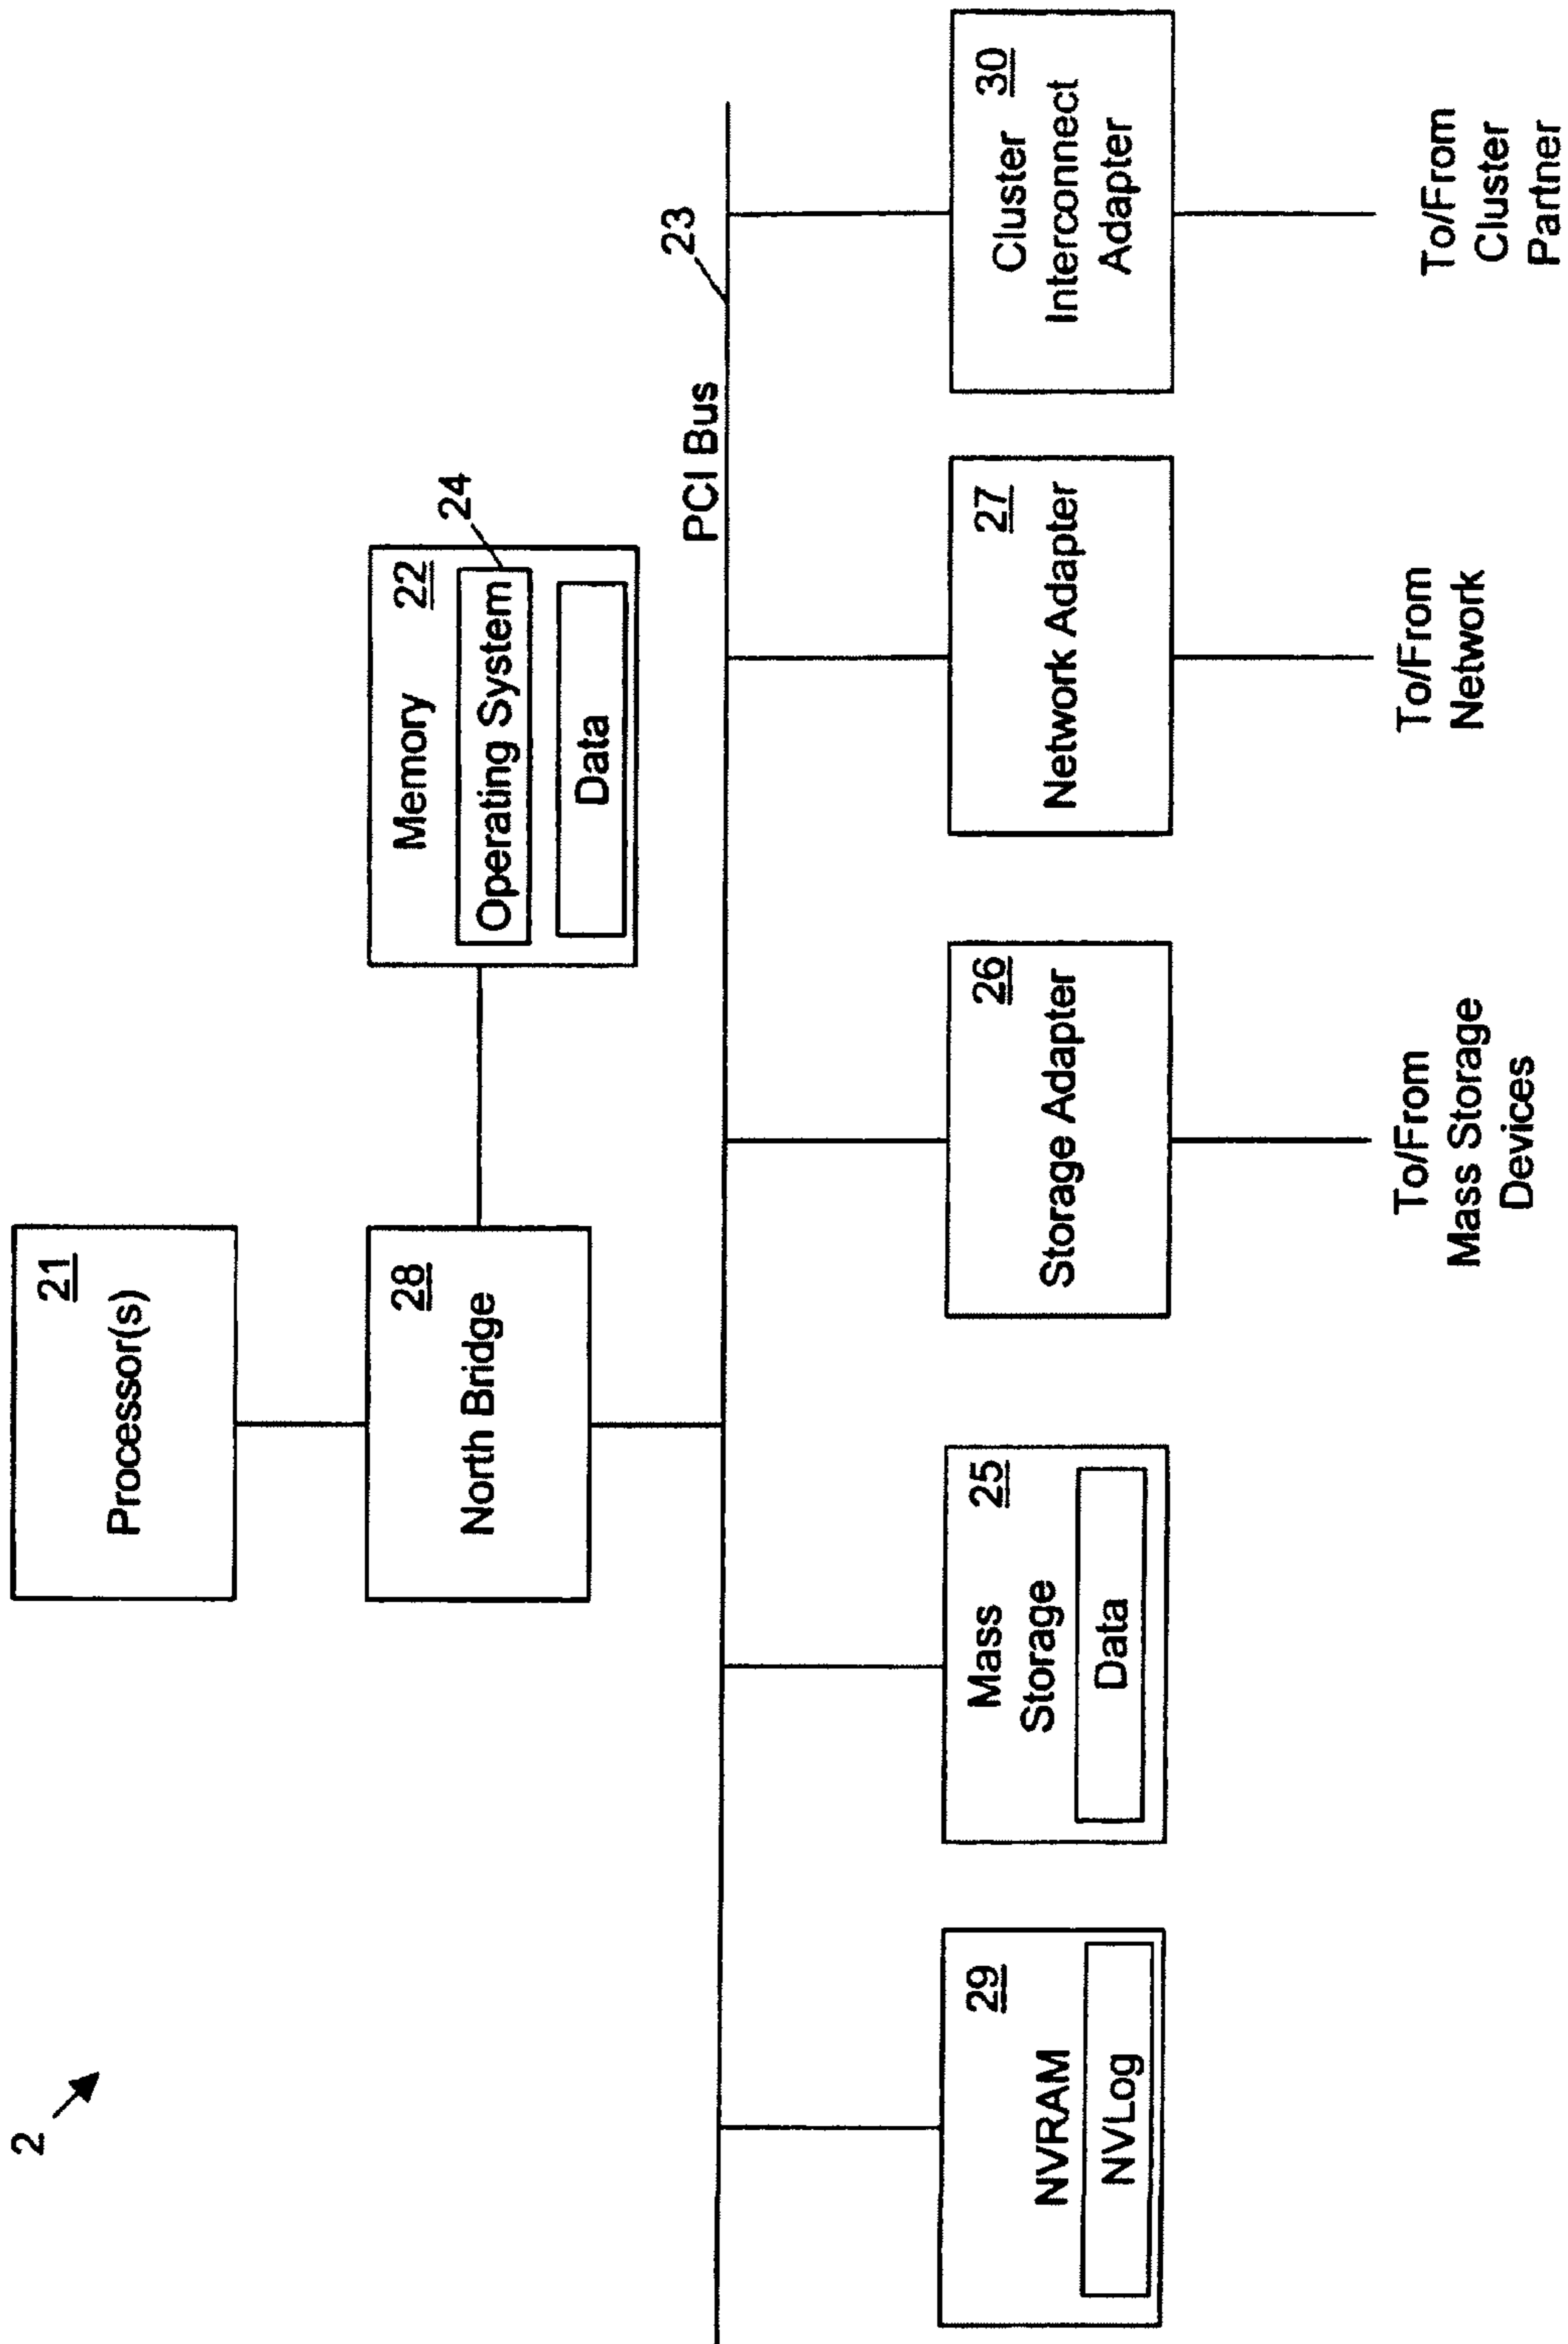 2
21
Processor(s)
28
North Bridge
Memory 22
24
Operating System
Data
PCI Bus
23
29
NVRAM
NVLog
25
Mass
Storage
Data
26
Storage Adapter
27
Network Adapter
30
Cluster
Interconnect
Adapter
To/From
Mass Storage
Devices
To/From
Network
To/From
Cluster
Partner